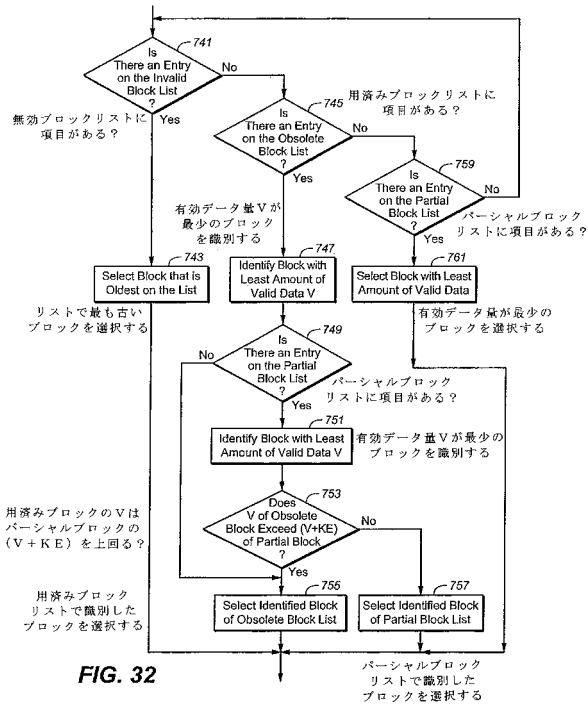 741
Is
There an Entry
on the Invalid
Block List
?
No
Yes
無効ブロックリストに
項目がある？
745
用済みブロックリストに
項目がある？
Is
There an Entry
on the Obsolete
Block List
?
No
Yes
759
Is
There an Entry
on the Partial
Block List
?
No
Yes
パーシャルブロック
リストに項目がある？
有効データ量Ｖが
最少のブロック
を識別する
743
Select Block that is
Oldest on the List
リストで最も古い
ブロックを選択する
747
Identify Block with
Least Amount of
Valid Data V
761
Select Block with Least
Amount of Valid Data
有効データ量が最少の
ブロックを選択する
749
Is
There an Entry
on the Partial
Block List
?
No
Yes
パーシャルブロック
リストに項目がある？
751
Identify Block with Least
Amount of Valid Data V
有効データ量Ｖが最少の
ブロックを識別する
753
Does
V of Obsolete
Block Exceed (V+KE)
of Partial Block
?
No
Yes
用済みブロックのＶは
パーシャルブロックの
（Ｖ＋ＫＥ）を上回る？
755
Select Identified Block
of Obsolete Block List
757
Select Identified Block
of Partial Block List
用済みブロック
リストで識別した
ブロックを選択する
パーシャルブロック
リストで識別した
ブロックを選択する
FIG. 32